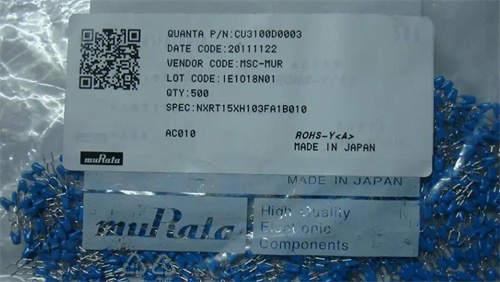 QUANTA P/N:CU3100D0003
DATE CODE:20111122
VENDOR CODE:MSC-MUR
LOT CODE:IE1018N01
QTY:500
SPEC:NXRT15XH103FA1B010
AC010
ROHS-Y<A>
MADE IN JAPAN
muRata
MADE IN JAPAN
muRata
High Quality
Electronic
Components